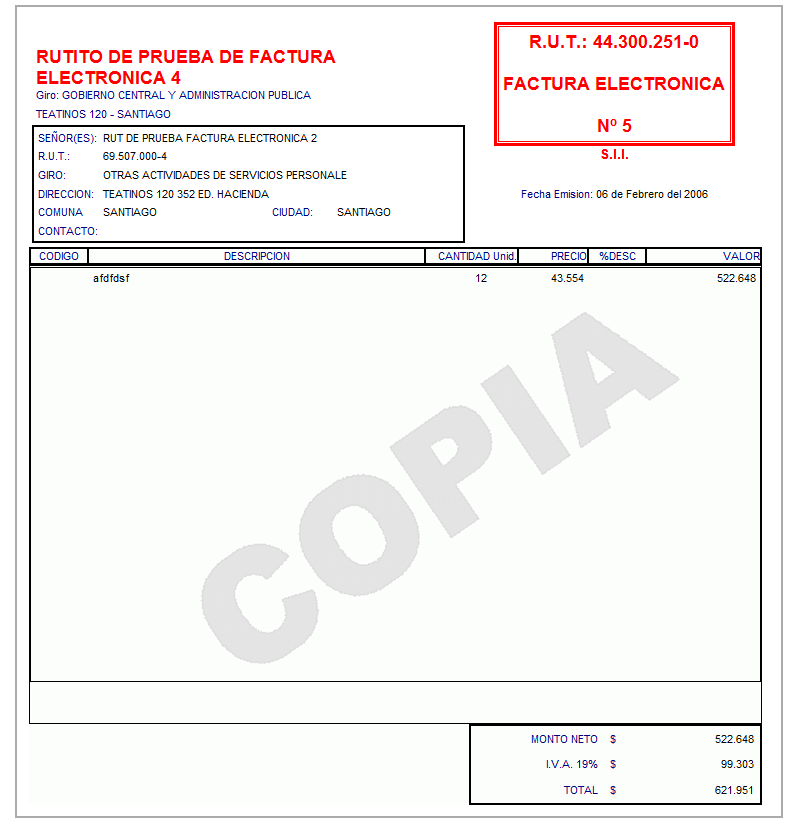 RUTITO DE PRUEBA DE FACTURA
ELECTRONICA 4
Giro: GOBIERNO CENTRAL Y ADMINISTRACION PUBLICA
TEATINOS 120 - SANTIAGO
R.U.T.: 44.300.251-0
FACTURA ELECTRONICA
Nº 5
S.I.I.
SEÑOR(ES): RUT DE PRUEBA FACTURA ELECTRONICA 2
R.U.T.: 69.507.000-4
GIRO: OTRAS ACTIVIDADES DE SERVICIOS PERSONALE
DIRECCION: TEATINOS 120 352 ED. HACIENDA
COMUNA SANTIAGO CIUDAD: SANTIAGO
CONTACTO:
Fecha Emision: 06 de Febrero del 2006
CODIGO DESCRIPCION CANTIDAD Unid. PRECIO %DESC VALOR
afdfdsf 12 43.554 522.648
COPIA
MONTO NETO $ 522.648
I.V.A. 19% $ 99.303
TOTAL $ 621.951